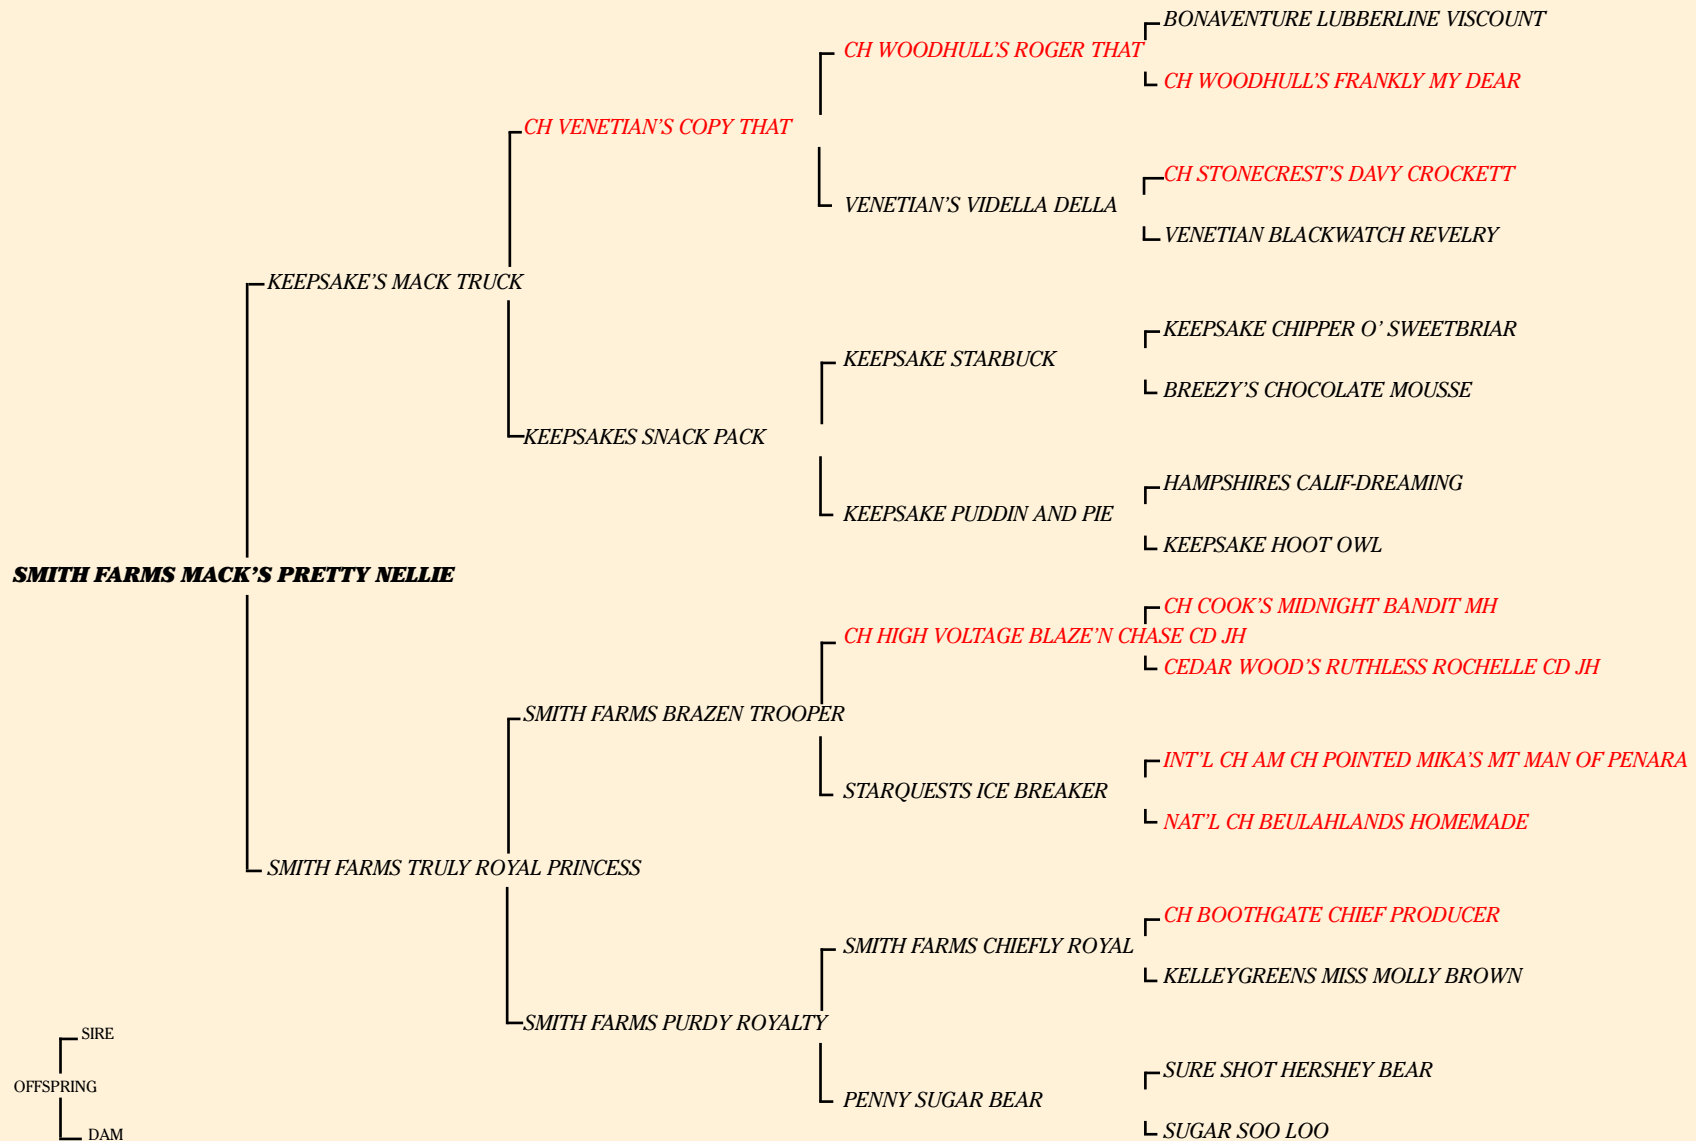 BONAVENTURE LUBBERLINE VISCOUNT
CH WOODHULL'S ROGER THAT
CH WOODHULL'S FRANKLY MY DEAR
CH VENETIAN'S COPY THAT
CH STONECREST'S DAVY CROCKETT
VENETIAN'S VIDELLA DELLA
VENETIAN BLACKWATCH REVELRY
KEEPSAKE'S MACK TRUCK
KEEPSAKE CHIPPER O' SWEETBRIAR
KEEPSAKE STARBUCK
BREEZY'S CHOCOLATE MOUSSE
KEEPSAKES SNACK PACK
HAMPSHIRES CALIF-DREAMING
KEEPSAKE PUDDIN AND PIE
KEEPSAKE HOOT OWL
SMITH FARMS MACK'S PRETTY NELLIE
CH COOK'S MIDNIGHT BANDIT MH
CH HIGH VOLTAGE BLAZE'N CHASE CD JH
CEDAR WOOD'S RUTHLESS ROCHELLE CD JH
SMITH FARMS BRAZEN TROOPER
INT'L CH AM CH POINTED MIKA'S MT MAN OF PENARA
STARQUESTS ICE BREAKER
NAT'L CH BEULAHLANDS HOMEMADE
SMITH FARMS TRULY ROYAL PRINCESS
CH BOOTHGATE CHIEF PRODUCER
SMITH FARMS CHIEFLY ROYAL
KELLEYGREENS MISS MOLLY BROWN
SMITH FARMS PURDY ROYALTY
SURE SHOT HERSHEY BEAR
PENNY SUGAR BEAR
SUGAR SOO LOO
SIRE
OFFSPRING
DAM